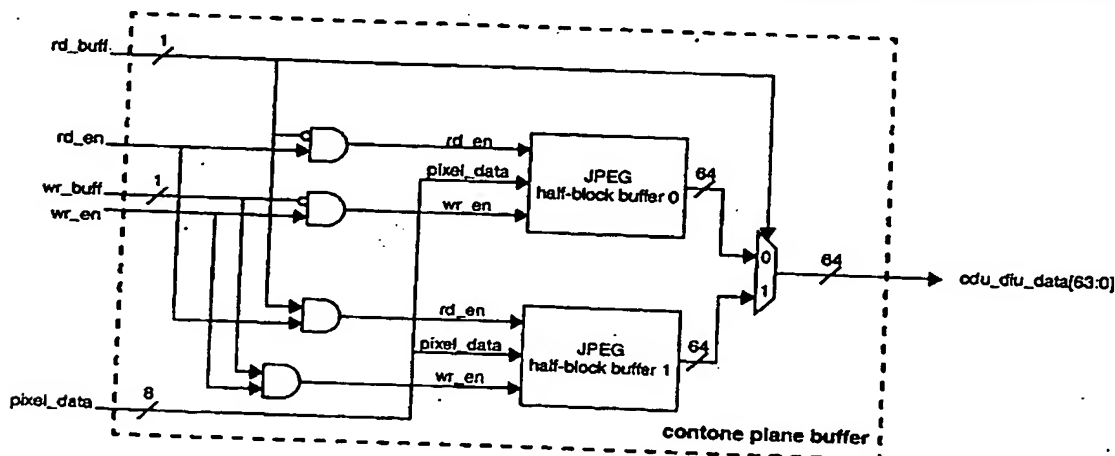 rd_buff
1
rd_en
wr_buff
1
wr_en
pixel_data
8
rd_en
pixel_data
wr_en
JPEG
half-block buffer 0
64
rd_en
pixel_data
wr_en
JPEG
half-block buffer 1
64
0
1
64
cdu_diu_data[63:0]
contone plane buffer